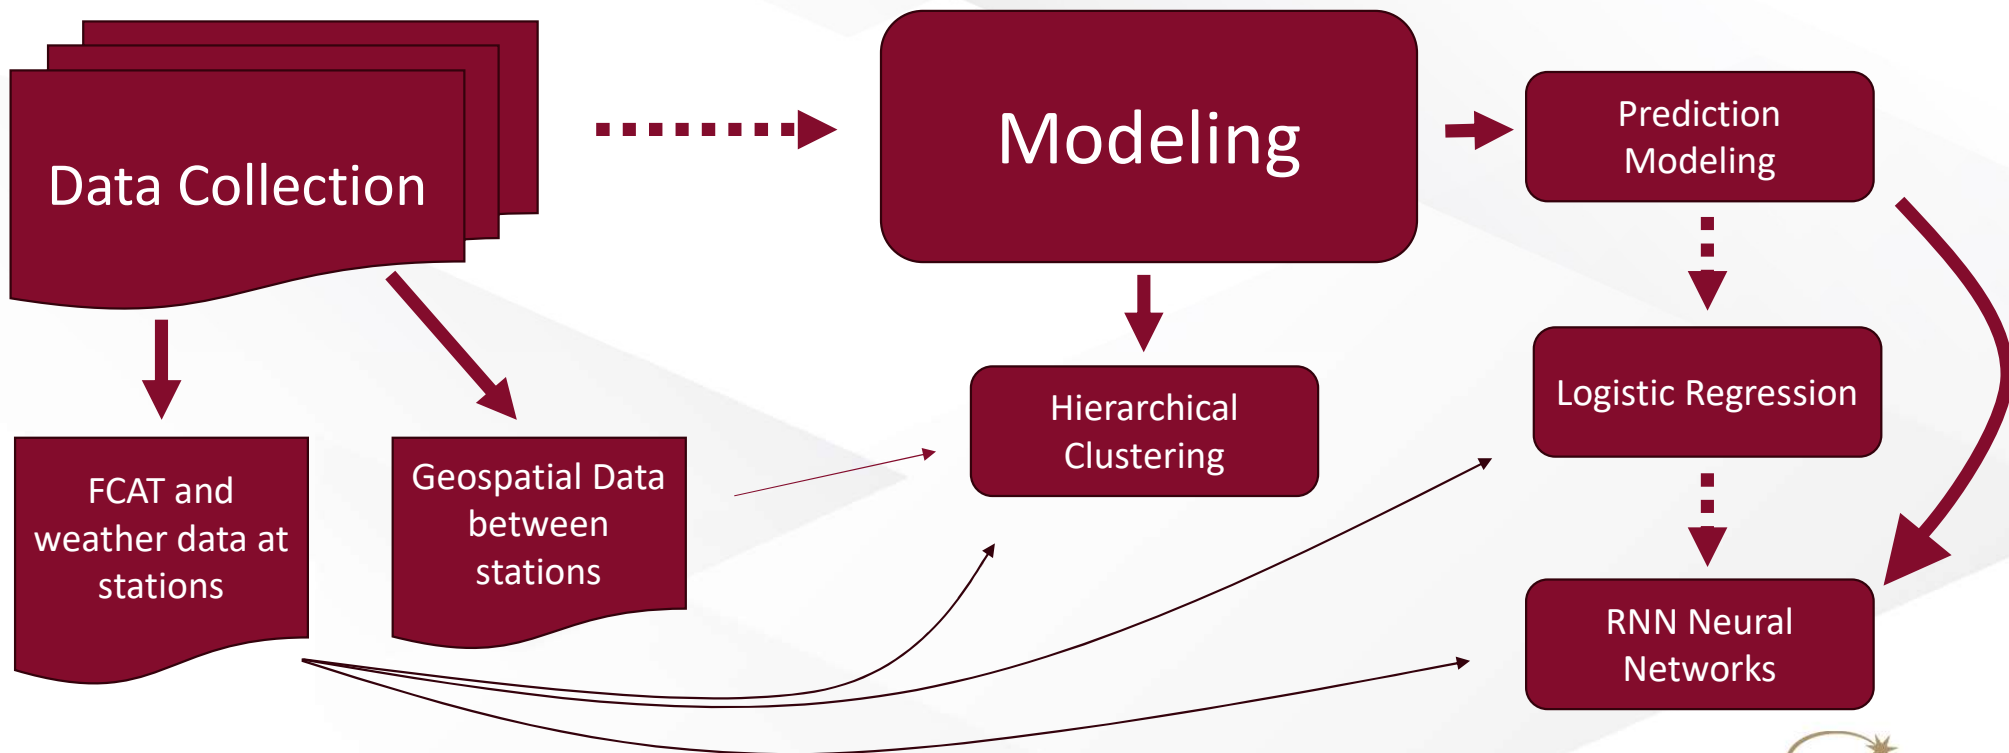 Data Collection
Modeling
Prediction
Modeling
FCAT and
weather data at
stations
Geospatial Data
between
stations
Hierarchical
Clustering
Logistic Regression
RNN Neural
Networks